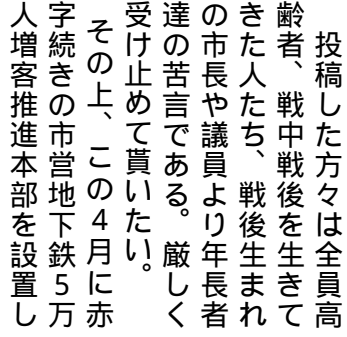 投稿した方々は全員高
齢者、戦中戦後を生きて
きた人たち、戦後生まれ
の市長や議員より年長者
達の苦言である。厳しく
受け止めて貰いたい。
その上、この4月に赤
字続きの市営地下鉄5万
人増客推進本部を設置し